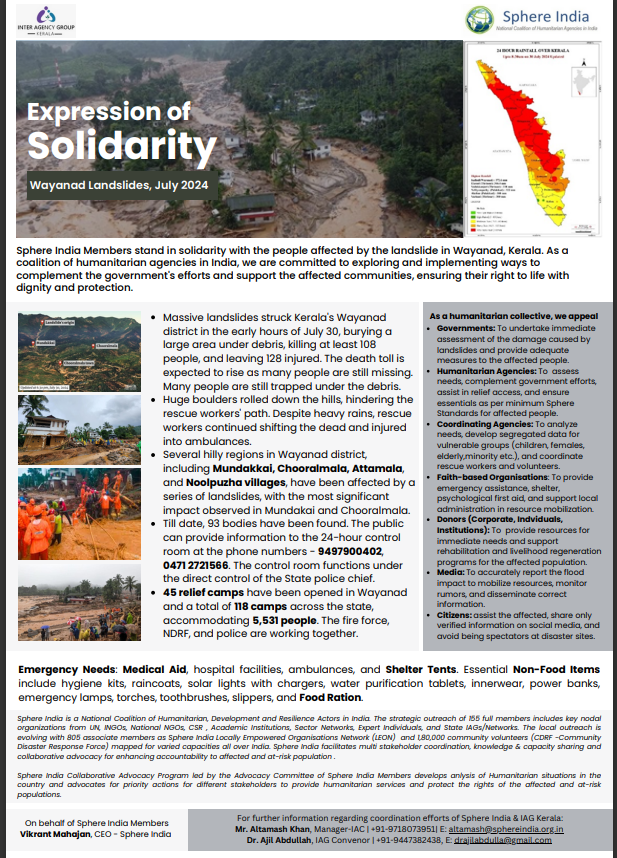 INTER AGENCY GROUP
KERALA
Sphere India
National Coalition of Humanitarian Agencies in India
Expression of
Solidarity
Wayanad Landslides, July 2024
24 HOUR RAINFALL OVER KERALA
Sphere India Members stand in solidarity with the people affected by the landslide in Wayanad, Kerala. As a
coalition of humanitarian agencies in India, we are committed to exploring and implementing ways to
complement the government's efforts and support the affected communities, ensuring their right to life with
dignity and protection.
• Massive landslides struck Kerala's Wayanad
district in the early hours of July 30, burying a
large area under debris, killing at least 108
people, and leaving 128 injured. The death toll is
expected to rise as many people are still missing.
Many people are still trapped under the debris.
• Huge boulders rolled down the hills, hindering the
rescue workers' path. Despite heavy rains, rescue
workers continued shifting the dead and injured
into ambulances.
• Several hilly regions in Wayanad district,
including Mundakkai, Chooralmala, Attamala,
and Noolpuzha villages, have been affected by a
series of landslides, with the most significant
impact observed in Mundakai and Chooralmala.
• Till date, 93 bodies have been found. The public
can provide information to the 24-hour control
room at the phone numbers - 9497900402,
0471 2721566. The control room functions under
the direct control of the State police chief.
• 45 relief camps have been opened in Wayanad
and a total of 118 camps across the state,
accommodating 5,531 people. The fire force,
NDRF, and police are working together.
As a humanitarian collective, we appeal
• Governments: To undertake immediate
assessment of the damage caused by
landslides and provide adequate
measures to the affected people.
• Humanitarian Agencies: To assess
needs, complement government efforts,
assist in relief access, and ensure
essentials as per minimum Sphere
Standards for affected people.
• Coordinating Agencies: To analyze
needs, develop segregated data for
vulnerable groups (children, females,
elderly,minority etc.), and coordinate
rescue workers and volunteers.
• Faith-based Organisations: To provide
emergency assistance, shelter,
psychological first aid, and support local
administration in resource mobilization.
• Donors (Corporate, Indviduals,
Institutions): To provide resources for
immediate needs and support
rehabilitation and livelihood regeneration
programs for the affected population.
• Media: To accurately report the flood
impact to mobilize resources, monitor
rumors, and disseminate correct
information.
• Citizens: assist the affected, share only
verified information on social media, and
avoid being spectators at disaster sites.
Emergency Needs: Medical Aid, hospital facilities, ambulances, and Shelter Tents. Essential Non-Food Items
include hygiene kits, raincoats, solar lights with chargers, water purification tablets, innerwear, power banks,
emergency lamps, torches, toothbrushes, slippers, and Food Ration.
Sphere India is a National Coalition of Humanitarian, Development and Resilience Actors in India. The strategic outreach of 155 full members includes key nodal
organizations from UN, INGOs, National NGOs, CSR , Academic Institutions, Sector Networks, Expert Individuals, and State IAGs/Networks. The local outreach is
evolving with 805 associate members as Sphere India Locally Empowered Organisations Network (LEON) and 1,80,000 community volunteers (CDRF -Community
Disaster Response Force) mapped for varied capacities all over India. Sphere India facilitates multi stakeholder coordination, knowledge & capacity sharing and
collaborative advocacy for enhancing accountability to affected and at-risk population .
Sphere India Collaborative Advocacy Program led by the Advocacy Committee of Sphere India Members develops anlysis of Humanitarian situations in the
country and advocates for priority actions for different stakeholders to provide humanitarian services and protect the rights of the affected and at-risk
populations.
On behalf of Sphere India Members
Vikrant Mahajan, CEO - Sphere India
For further information regarding coordination efforts of Sphere India & IAG Kerala:
Mr. Altamash Khan, Manager-IAC | +91-9718073951| E: altamash@sphereindia.org.in
Dr. Ajil Abdullah, IAG Convenor | +91-9447382438, E: drajilabdulla@gmail.com